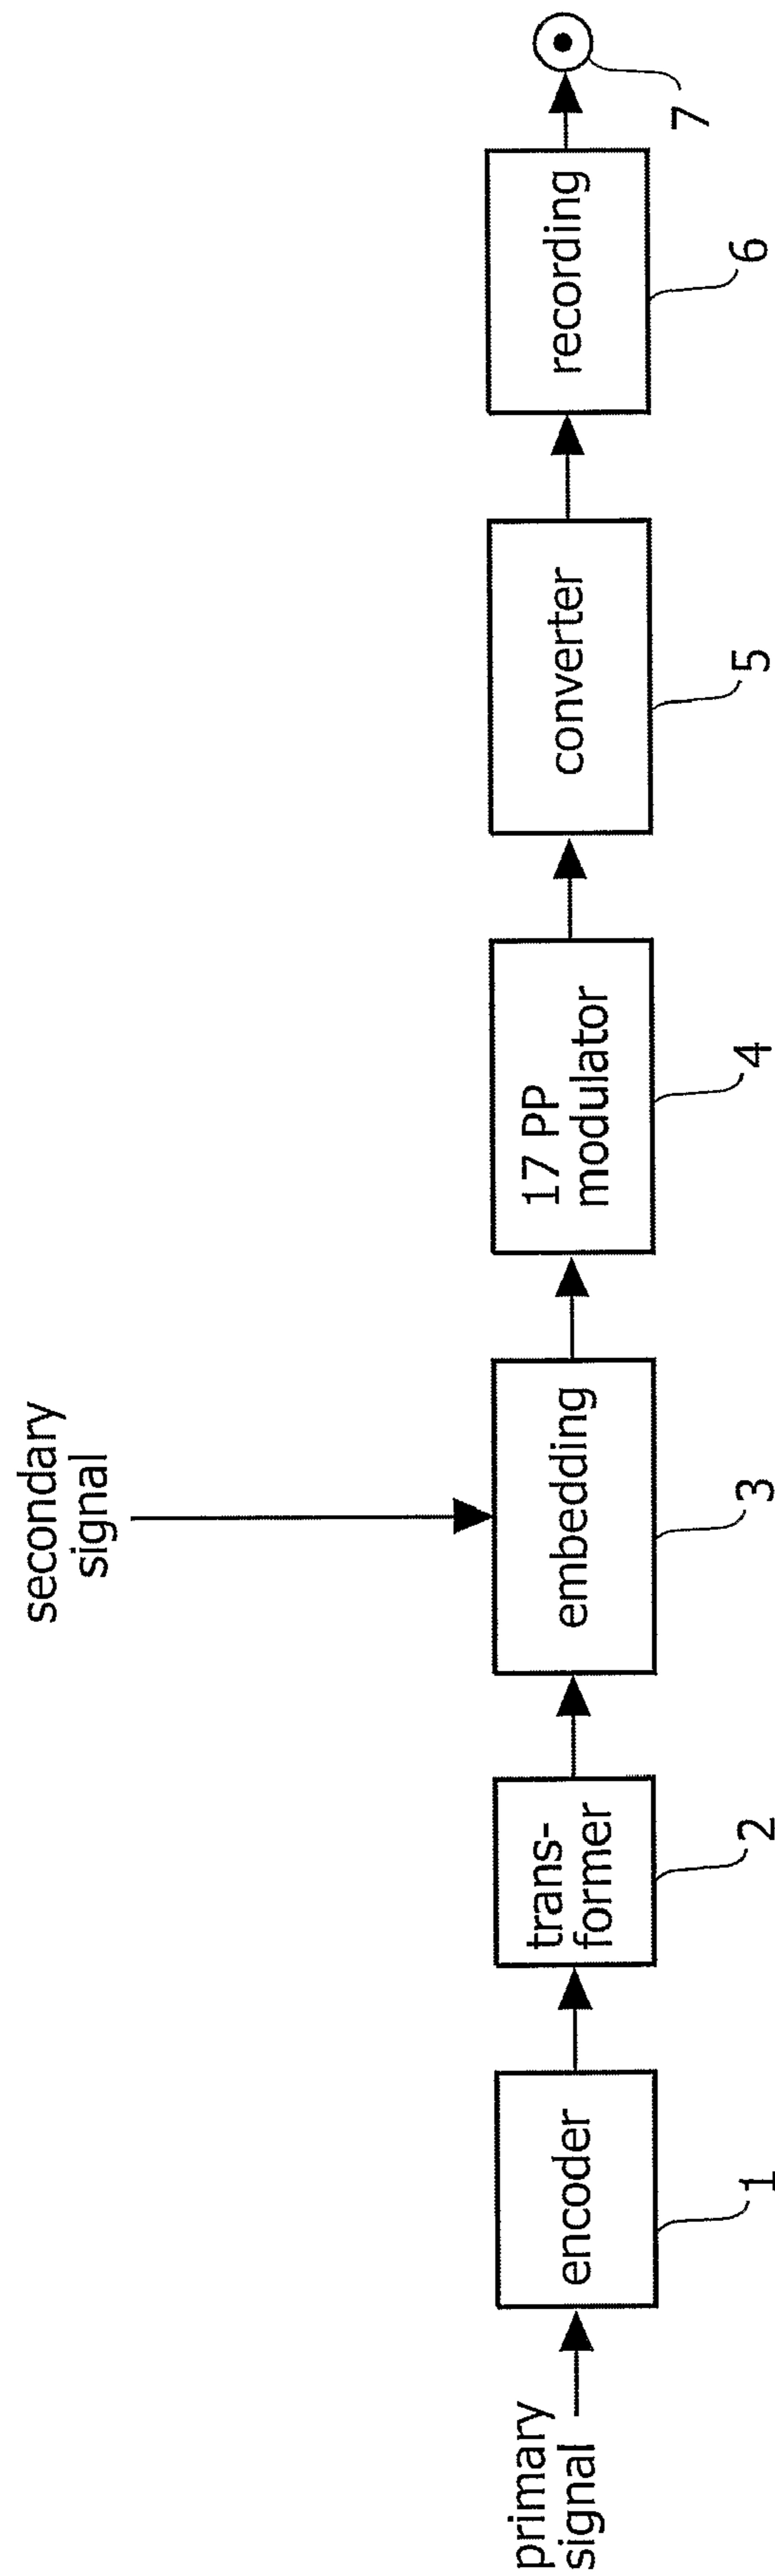 secondary
signal
primary
signal
encoder
trans-
former
embedding
17 PP
modulator
converter
recording
1
2
3
4
5
6
7